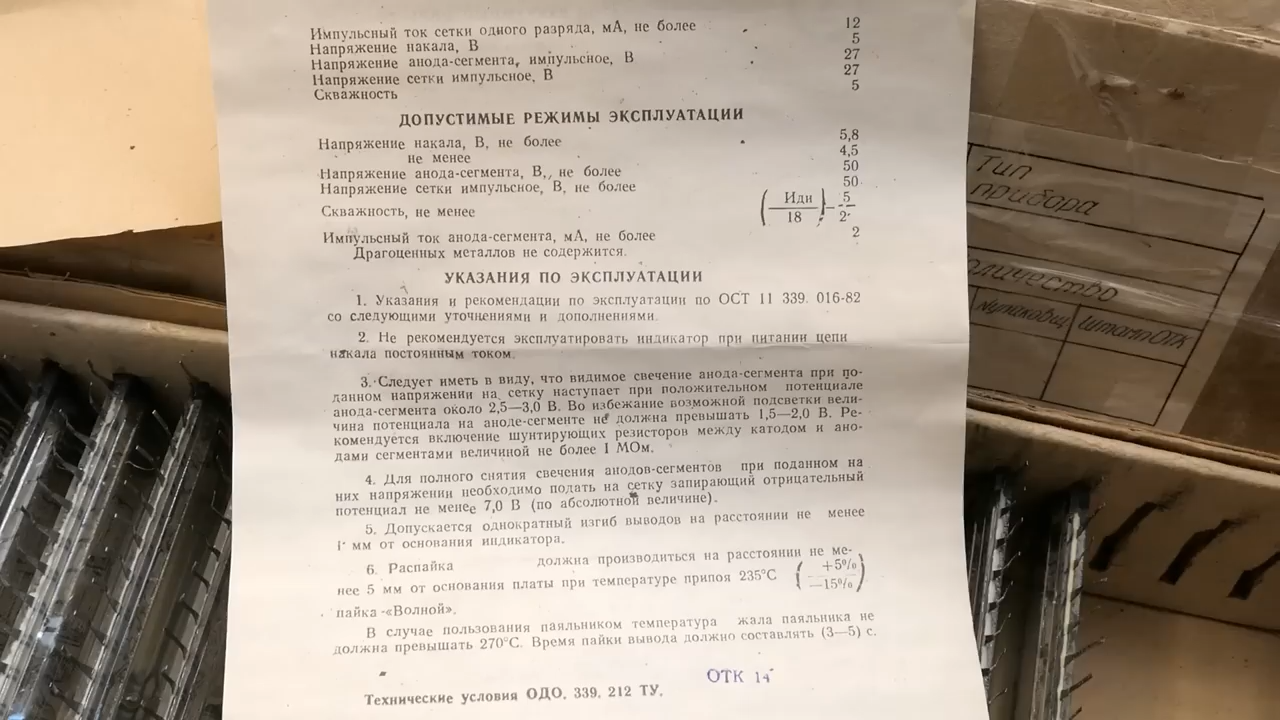 Импульсный ток сетки одного разряда, мА, не более 12
Напряжение накала, В 5
Напряжение анода-сегмента, импульсное, В 27
Напряжение сетки импульсное, В 27
Скважность 5
ДОПУСТИМЫЕ РЕЖИМЫ ЭКСПЛУАТАЦИИ
Напряжение накала, В, не более 5,8
не менее 4,5
Напряжение анода-сегмента, В, не более 50
Напряжение сетки импульсное, В, не более 50
Скважность, не менее (Иди/18) 5/2
Импульсный ток анода-сегмента, мА, не более 2
Драгоценных металлов не содержится.
УКАЗАНИЯ ПО ЭКСПЛУАТАЦИИ
1. Указания и рекомендации по эксплуатации по ОСТ 11 339. 016-82
со следующими уточнениями и дополнениями.
2. Не рекомендуется эксплуатировать индикатор при питании цепи
накала постоянным током.
3. Следует иметь в виду, что видимое свечение анода-сегмента при по-
данном напряжении на сетку наступает при положительном потенциале
анода-сегмента около 2,5—3,0 В. Во избежание возможной подсветки вели-
чина потенциала на аноде-сегменте не должна превышать 1,5—2,0 В. Ре-
комендуется включение шунтирующих резисторов между катодом и ано-
дами сегментами величиной не более 1 МОм.
4. Для полного снятия свечения анодов-сегментов при поданном на
них напряжении необходимо подать на сетку запирающий отрицательный
потенциал не менее 7,0 В (по абсолютной величине).
5. Допускается однократный изгиб выводов на расстоянии не менее
1 мм от основания индикатора.
6. Распайка должна производиться на расстоянии не ме-
нее 5 мм от основания платы при температуре припоя 235°С (+5% —15%)
пайка «Волной».
В случае пользования паяльником температура жала паяльника не
должна превышать 270°С. Время пайки вывода должно составлять (3—5) с.
ОТК 14
Технические условия ОДО. 339. 212 ТУ.
Тип
прибора
личество
Упаковщ
Штамп ОТК